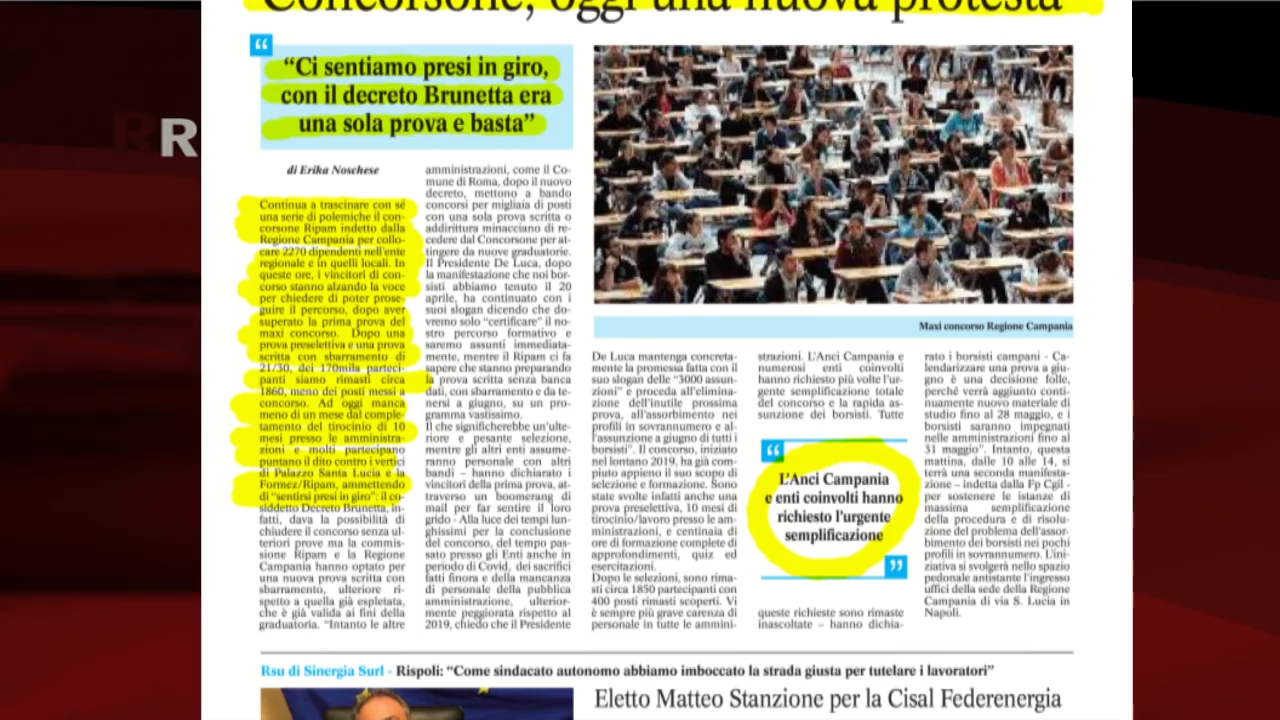 Concorsone, oggi una nuova protesta
RR
“
“Ci sentiamo presi in giro,
con il decreto Brunetta era
una sola prova e basta”
di Erika Noschese
Continua a trascinare con sé
una serie di polemiche il con-
corsone Ripam indetto dalla
Regione Campania per collo-
care 2270 dipendenti nell'ente
regionale e in quelli locali. In
queste ore, i vincitori di con-
corso stanno alzando la voce
per chiedere di poter prose-
guire il percorso, dopo aver
superato la prima prova del
maxi concorso. Dopo una
prova preselettiva e una prova
scritta con sbarramento di
21/30, dei 170mila parteci-
panti siamo rimasti circa
1860, meno dei posti messi a
concorso. Ad oggi manca
meno di un mese dal comple-
tamento del tirocinio di 10
mesi presso le amministra-
zioni e molti partecipano
puntano il dito contro i vertici
di Palazzo Santa Lucia e la
Formez/Ripam, ammettendo
di “sentirsi presi in giro”: il co-
siddetto Decreto Brunetta, in-
fatti, dava la possibilità di
chiudere il concorso senza ul-
teriori prove ma la commis-
sione Ripam e la Regione
Campania hanno optato per
una nuova prova scritta con
sbarramento, ulteriore ri-
spetto a quella già espletata,
che è già valida ai fini della
graduatoria. “Intanto le altre
amministrazioni, come il Co-
mune di Roma, dopo il nuovo
decreto, mettono a bando
concorsi per migliaia di posti
con una sola prova scritta o
addirittura minacciano di re-
cedere dal Concorsone per at-
tingere da nuove graduatorie.
Il Presidente De Luca, dopo
la manifestazione che noi bor-
sisti abbiamo tenuto il 20
aprile, ha continuato con i
suoi slogan dicendo che do-
vremo solo “certificare” il no-
stro percorso formativo e
saremo assunti immediata-
mente, mentre il Ripam ci fa
sapere che stanno preparando
la prova scritta senza banca
dati, con sbarramento e da te-
nersi a giugno, su un pro-
gramma vastissimo.
Il che significherebbe un'ulte-
riore e pesante selezione,
mentre gli altri enti assume-
ranno personale con altri
bandi – hanno dichiarato i
vincitori della prima prova, at-
traverso un boomerang di
mail per far sentire il loro
grido - Alla luce dei tempi lun-
ghissimi per la conclusione
del concorso, del tempo pas-
sato presso gli Enti anche in
periodo di Covid, dei sacrifici
fatti finora e della mancanza
di personale della pubblica
amministrazione, ulterior-
mente peggiorata rispetto al
2019, chiedo che il Presidente
Maxi concorso Regione Campania
De Luca mantenga concreta-
mente la promessa fatta con il
suo slogan delle “3000 assun-
zioni” e proceda all'elimina-
zione dell'inutile prossima
prova, all'assorbimento nei
profili in sovrannumero e al-
l'assunzione a giugno di tutti i
borsisti”. Il concorso, iniziato
nel lontano 2019, ha già com-
piuto appieno il suo scopo di
selezione e formazione. Sono
state svolte infatti anche una
prova preselettiva, 10 mesi di
tirocinio/lavoro presso le am-
ministrazioni, e centinaia di
ore di formazione complete di
approfondimenti, quiz ed
esercitazioni.
Dopo le selezioni, sono rima-
sti circa 1850 partecipanti con
400 posti rimasti scoperti. Vi
è sempre più grave carenza di
personale in tutte le ammini-
strazioni. L'Anci Campania e
numerosi enti coinvolti
hanno richiesto più volte l'ur-
gente semplificazione totale
del concorso e la rapida as-
sunzione dei borsisti. Tutte
“
L'Anci Campania
e enti coinvolti hanno
richiesto l'urgente
semplificazione
”
queste richieste sono rimaste
inascoltate – hanno dichia-
rato i borsisti campani - Ca-
lendarizzare una prova a giu-
gno è una decisione folle,
perché verrà aggiunto conti-
nuamente nuovo materiale di
studio fino al 28 maggio, e i
borsisti saranno impegnati
nelle amministrazioni fino al
31 maggio”. Intanto, questa
mattina, dalle 10 alle 14, si
terrà una seconda manifesta-
zione – indetta dalla Fp Cgil -
per sostenere le istanze di
massima semplificazione
della procedura e di risolu-
zione del problema dell'assor-
bimento dei borsisti nei pochi
profili in sovrannumero. L'ini-
ziativa si svolgerà nello spazio
pedonale antistante l'ingresso
uffici della sede della Regione
Campania di via S. Lucia in
Napoli.
Rsu di Sinergia Surl - Rispoli: “Come sindacato autonomo abbiamo imboccato la strada giusta per tutelare i lavoratori”
Eletto Matteo Stanzione per la Cisal Federenergia